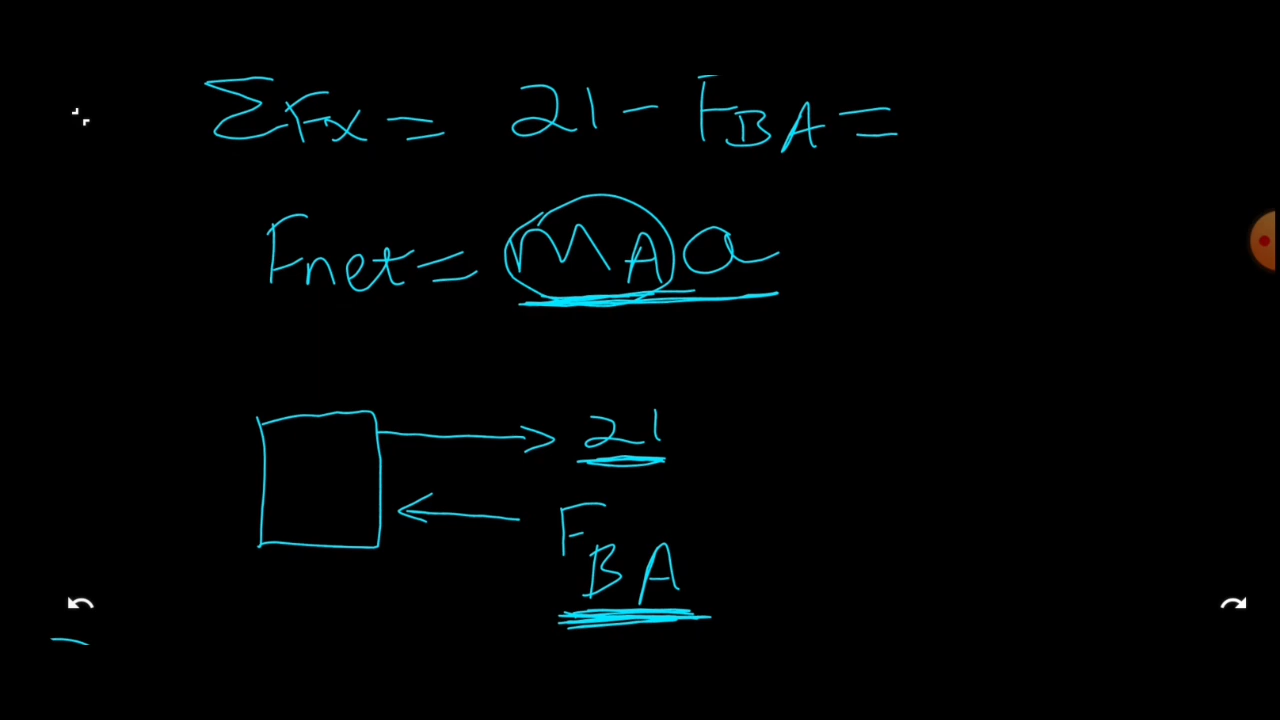 ΣFx = 21 - FBA =
Fnet = mAa
21
FBA